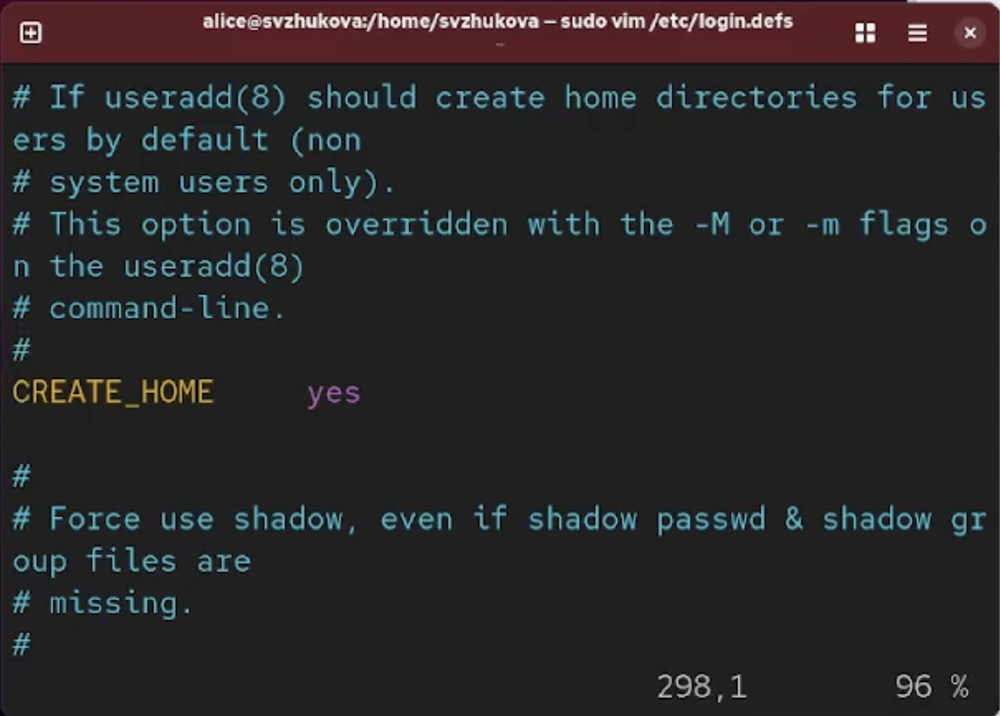 alice@svzhukova:/home/svzhukova — sudo vim /etc/login.defs
# If useradd(8) should create home directories for us
ers by default (non
# system users only).
# This option is overridden with the -M or -m flags o
n the useradd(8)
# command-line.
#
CREATE_HOME     yes

#
# Force use shadow, even if shadow passwd & shadow gr
oup files are
# missing.
#
298,1        96 %